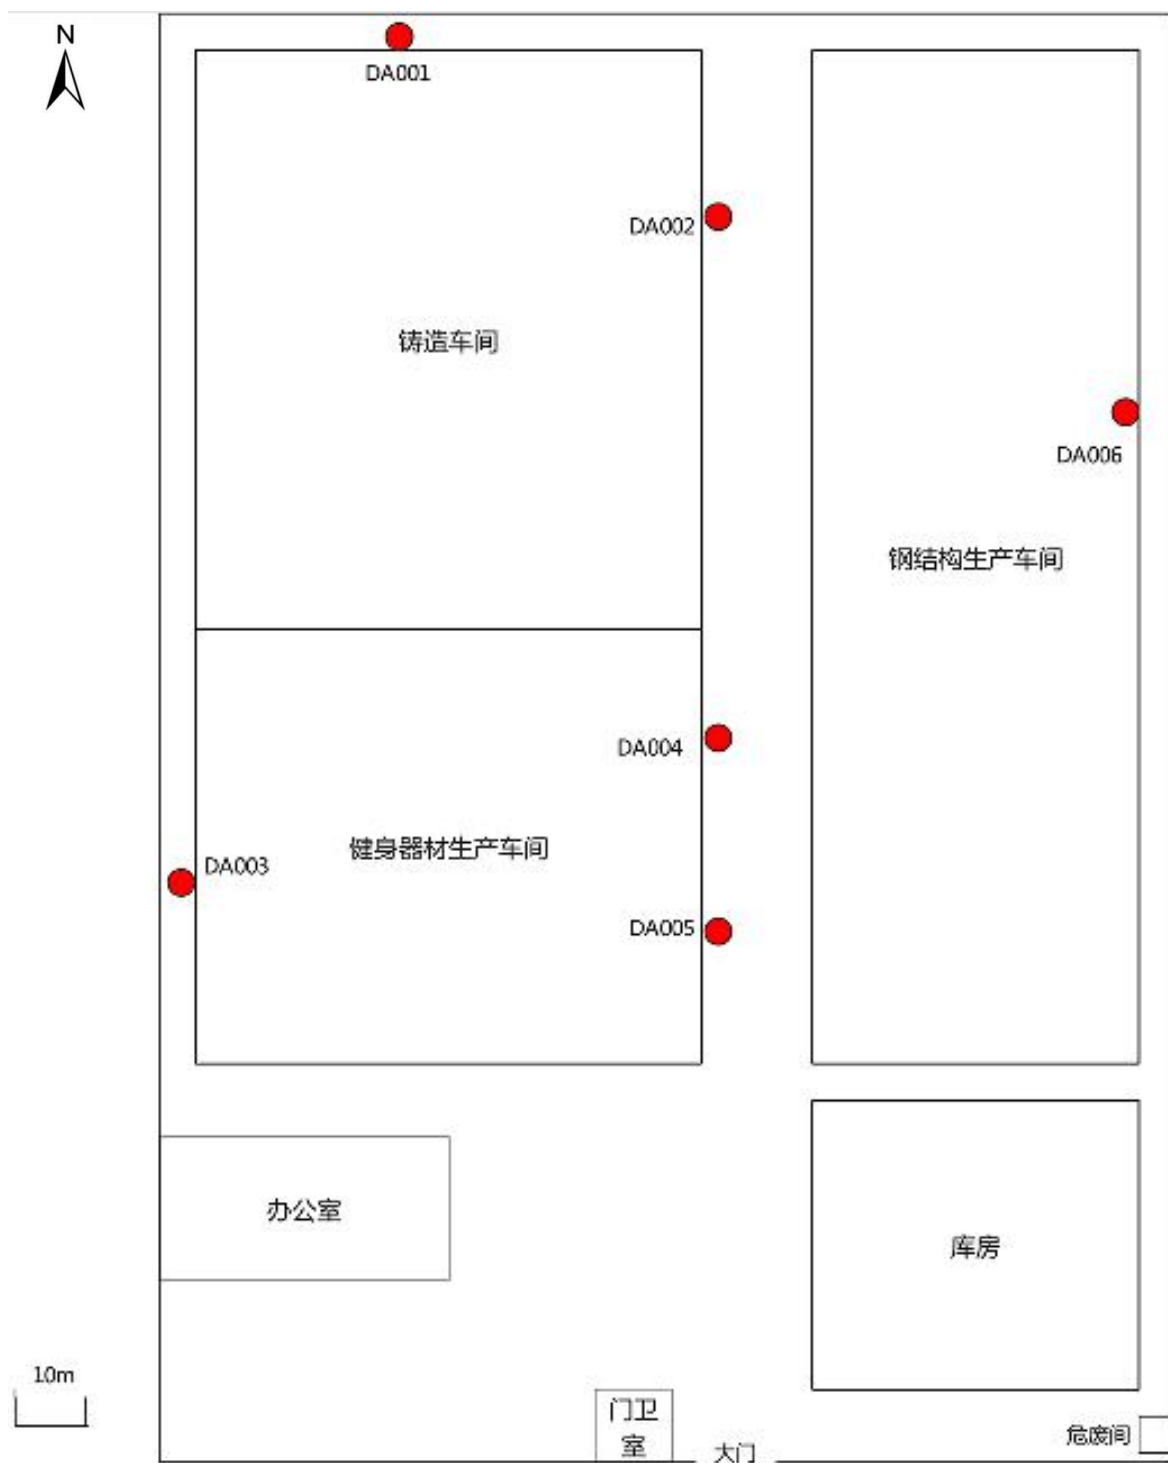 N
DA001
DA002
铸造车间
DA006
钢结构生产车间
DA004
健身器材生产车间
DA003
DA005
办公室
库房
10m
门卫
室
大门
危废间